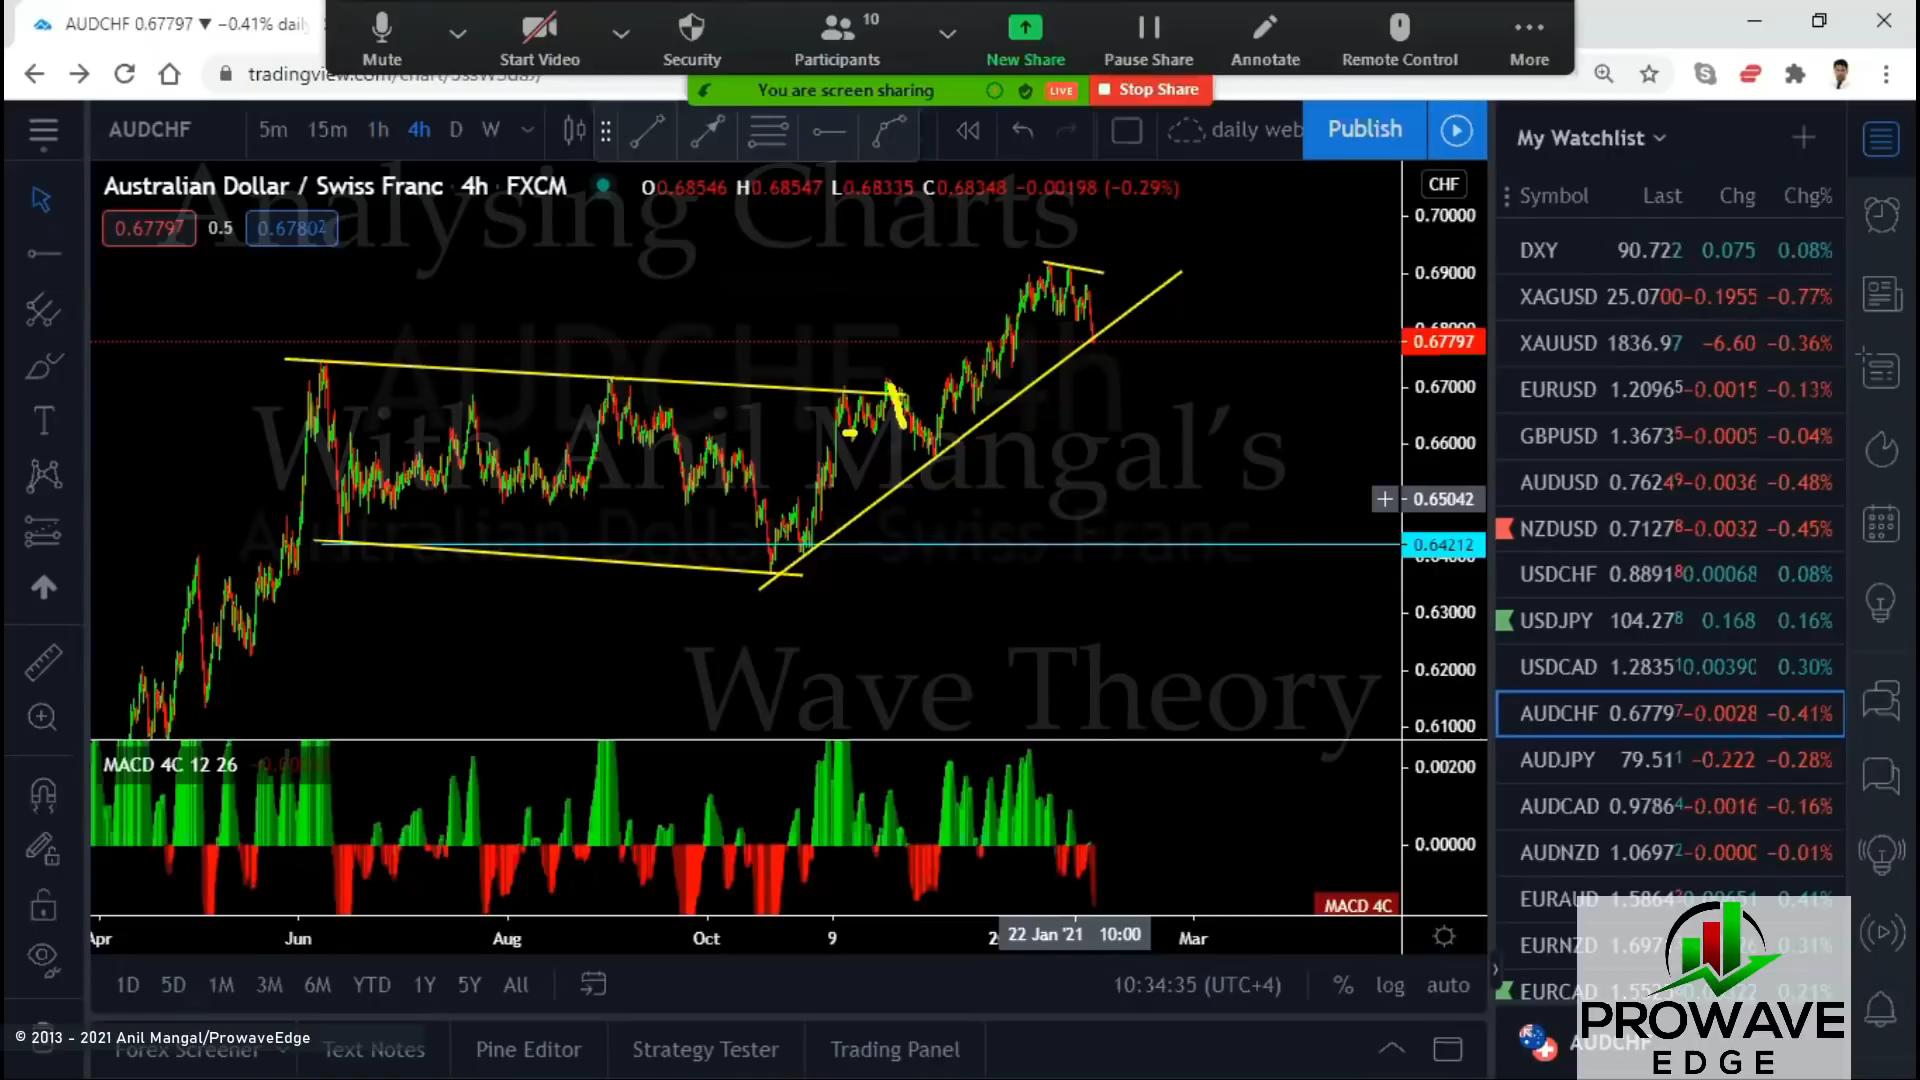 AUDCHF 0.67797 ▼ −0.41% daily
Mute
Start Video
Security
Participants
10
New Share
Pause Share
Annotate
Remote Control
More
You are screen sharing
LIVE
Stop Share
AUDCHF
5m 15m 1h 4h D W
daily web
Publish
My Watchlist
Australian Dollar / Swiss Franc 4h FXCM
O0.68546 H0.68547 L0.68335 C0.68348 −0.00198 (−0.29%)
CHF
0.67797 0.5 0.67802
Analysing Charts
With Anil Mangal's
Wave Theory
AUDCHF 4h
Australian Dollar / Swiss Franc
0.70000
0.69000
0.67797
0.67000
0.66000
0.65042
0.64212
0.63000
0.62000
0.61000
MACD 4C 12 26
0.00200
0.00000
MACD 4C
Apr Jun Aug Oct 9 22 Jan '21 10:00 Mar
1D 5D 1M 3M 6M YTD 1Y 5Y All
10:34:35 (UTC+4) % log auto
Symbol Last Chg Chg%
DXY 90.722 0.075 0.08%
XAGUSD 25.0700 -0.1955 −0.77%
XAUUSD 1836.97 −6.60 −0.36%
EURUSD 1.20965 -0.0015 −0.13%
GBPUSD 1.36735 -0.0005 −0.04%
AUDUSD 0.76249 -0.0036 −0.48%
NZDUSD 0.71278 -0.0032 −0.45%
USDCHF 0.88918 0.00068 0.08%
USDJPY 104.278 0.168 0.16%
USDCAD 1.28351 0.00390 0.30%
AUDCHF 0.67797 -0.0028 −0.41%
AUDJPY 79.511 −0.222 −0.28%
AUDCAD 0.97864 -0.0016 −0.16%
AUDNZD 1.06972 -0.0000 −0.01%
EURAUD
EURNZD
EURCAD
AUDCHF
PROWAVE
EDGE
© 2013 - 2021 Anil Mangal/ProwaveEdge
Forex Screener Text Notes Pine Editor Strategy Tester Trading Panel